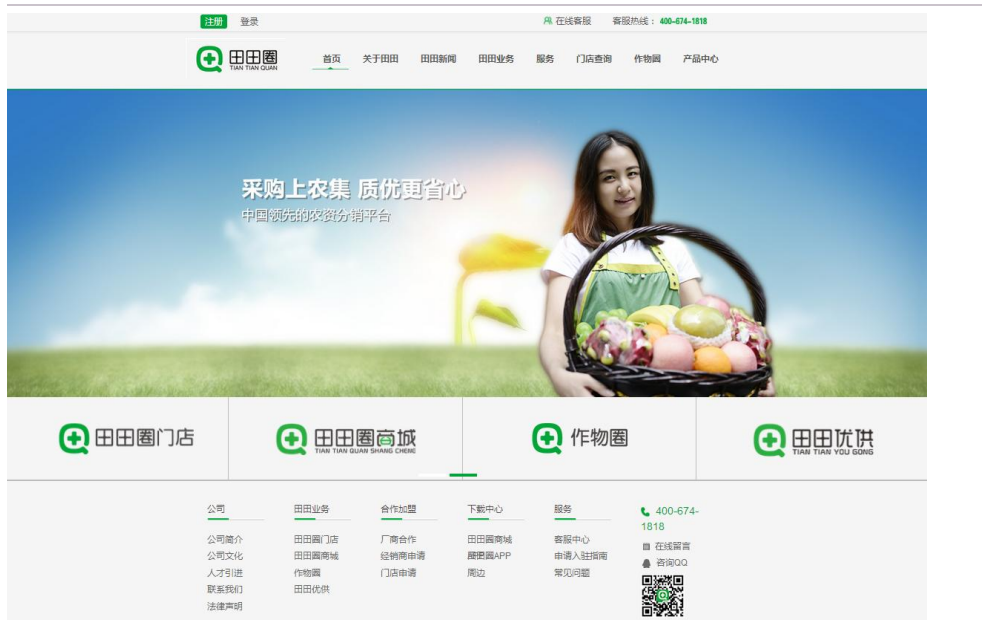 注册 登录 在线客服 客服热线： 400-674-1818
田田圈
TIAN TIAN QUAN
首页 关于田田 田田新闻 田田业务 服务 门店查询 作物圈 产品中心
采购上农集 质优更省心
中国领先的农资分销平台
田田圈门店 田田圈商城 作物圈 田田优供
TIAN TIAN QUAN SHANG CHENG TIAN TIAN YOU GONG
公司 田田业务 合作加盟 下载中心 服务 400-674-
1818
公司简介 田田圈门店 厂商合作 田田圈商城 客服中心 在线留言
公司文化 田田圈商城 经销商申请 圈APP 申请入驻指南 咨询QQ
人才引进 作物圈 门店申请 周边 常见问题
联系我们 田田优供
法律声明